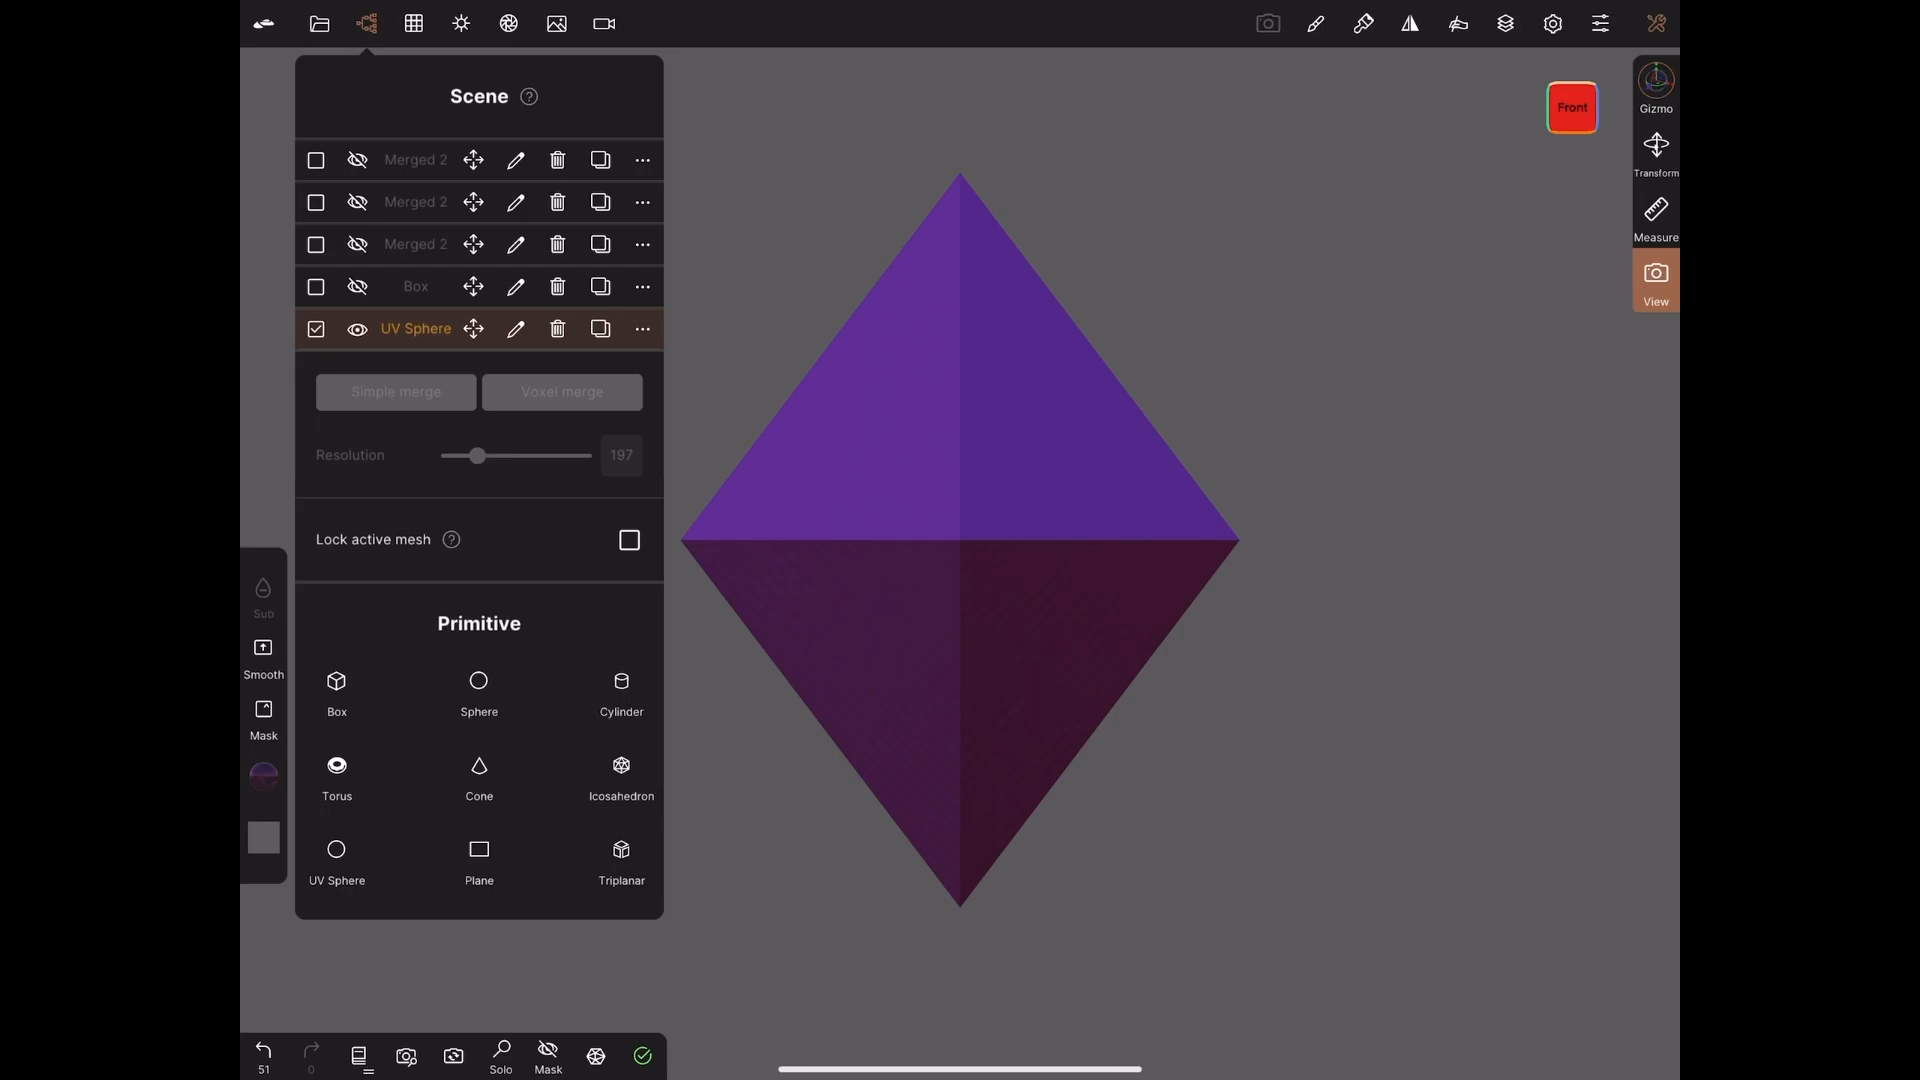 Scene ?
Merged 2
Merged 2
Merged 2
Box
UV Sphere
Simple merge
Voxel merge
Resolution
197
Lock active mesh ?
Primitive
Box
Sphere
Cylinder
Torus
Cone
Icosahedron
UV Sphere
Plane
Triplanar
Sub
Smooth
Mask
51
0
Solo
Mask
Front
Gizmo
Transform
Measure
View